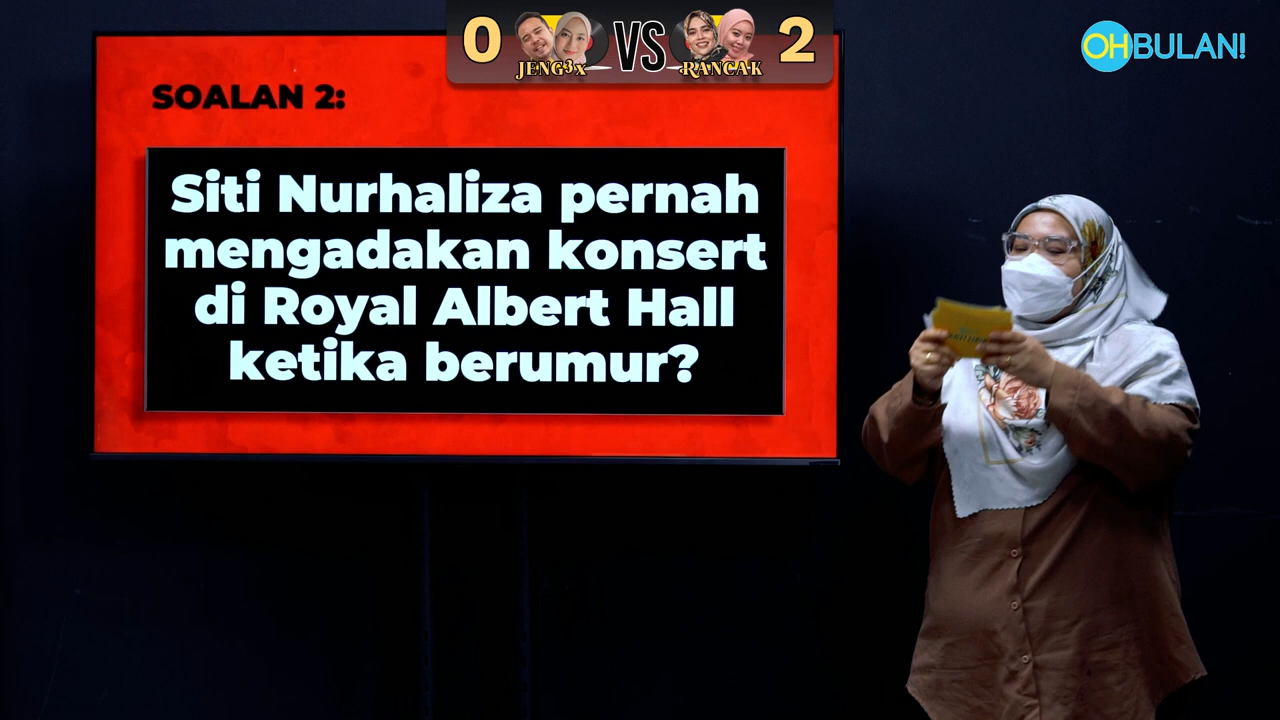 0 JENG3X VS RANCAK 2
OHBULAN!
SOALAN 2:
Siti Nurhaliza pernah
mengadakan konsert
di Royal Albert Hall
ketika berumur?